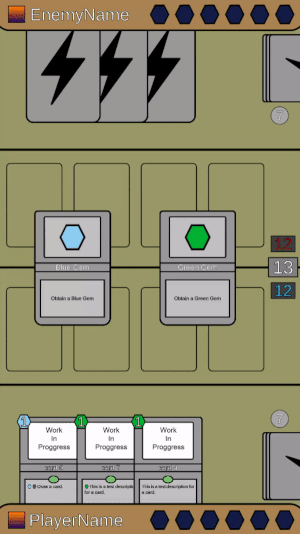 EnemyName
7
12
Blue Gem
Green Gem
13
Obtain a Blue Gem
Obtain a Green Gem
12
1
1
1
7
Work
In
Proggress
Work
In
Proggress
Work
In
Proggress
a card.
This is a test descripti
for a card.
This is a test description for
a card.
PlayerName